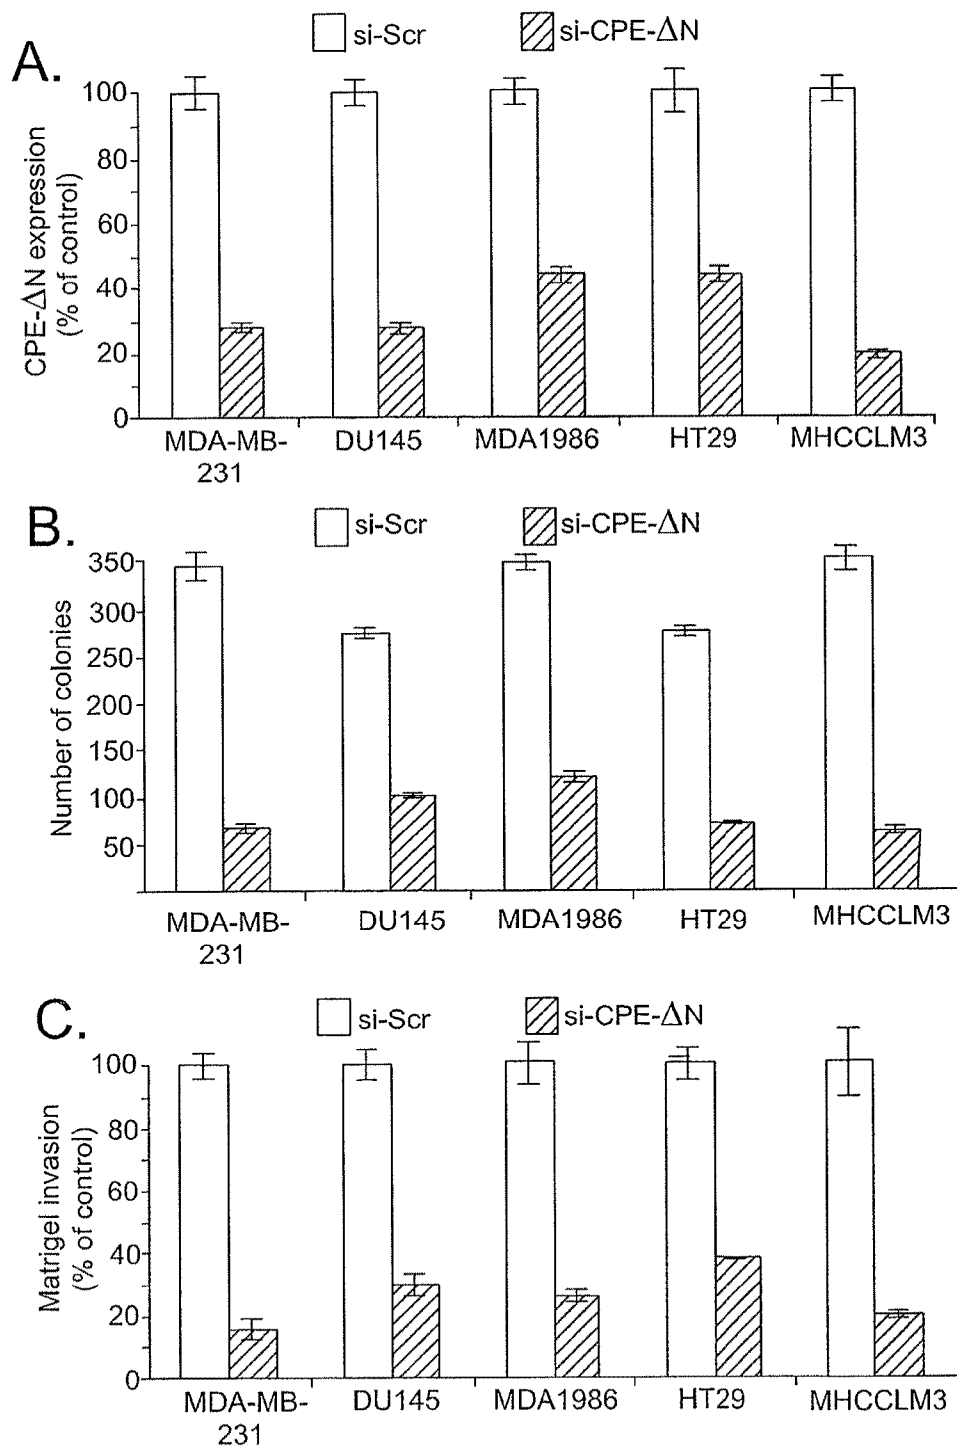 A.
si-Scr
si-CPE-ΔN
CPE-ΔN expression
(% of control)
100
80
60
40
20
0
MDA-MB-
231
DU145
MDA1986
HT29
MHCCLM3
B.
si-Scr
si-CPE-ΔN
Number of colonies
350
300
250
200
150
100
50
MDA-MB-
231
DU145
MDA1986
HT29
MHCCLM3
C.
si-Scr
si-CPE-ΔN
Matrigel invasion
(% of control)
100
80
60
40
20
0
MDA-MB-
231
DU145
MDA1986
HT29
MHCCLM3